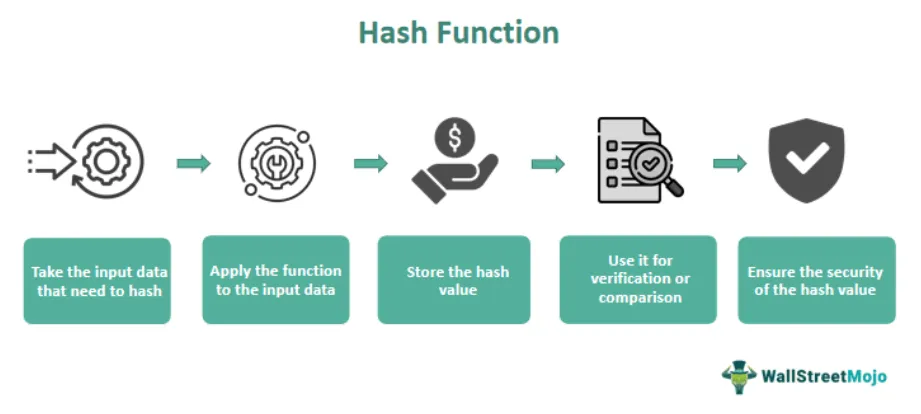 Hash Function
$
Take the input data
that need to hash
Apply the function
to the input data
Store the hash
value
Use it for
verification or
comparison
Ensure the security
of the hash value
WallStreetMojo